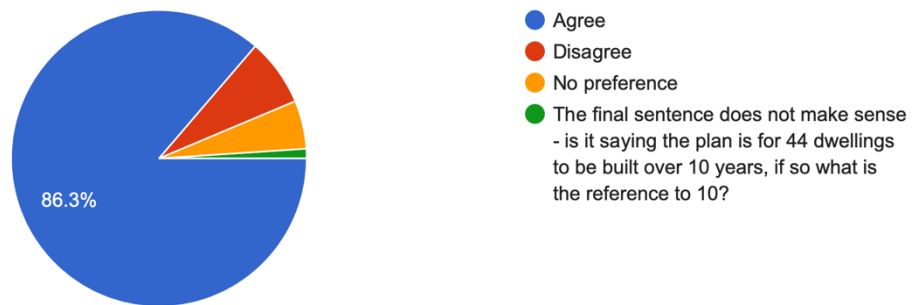 Agree
Disagree
No preference
The final sentence does not make sense
- is it saying the plan is for 44 dwellings
to be built over 10 years, if so what is
the reference to 10?
86.3%